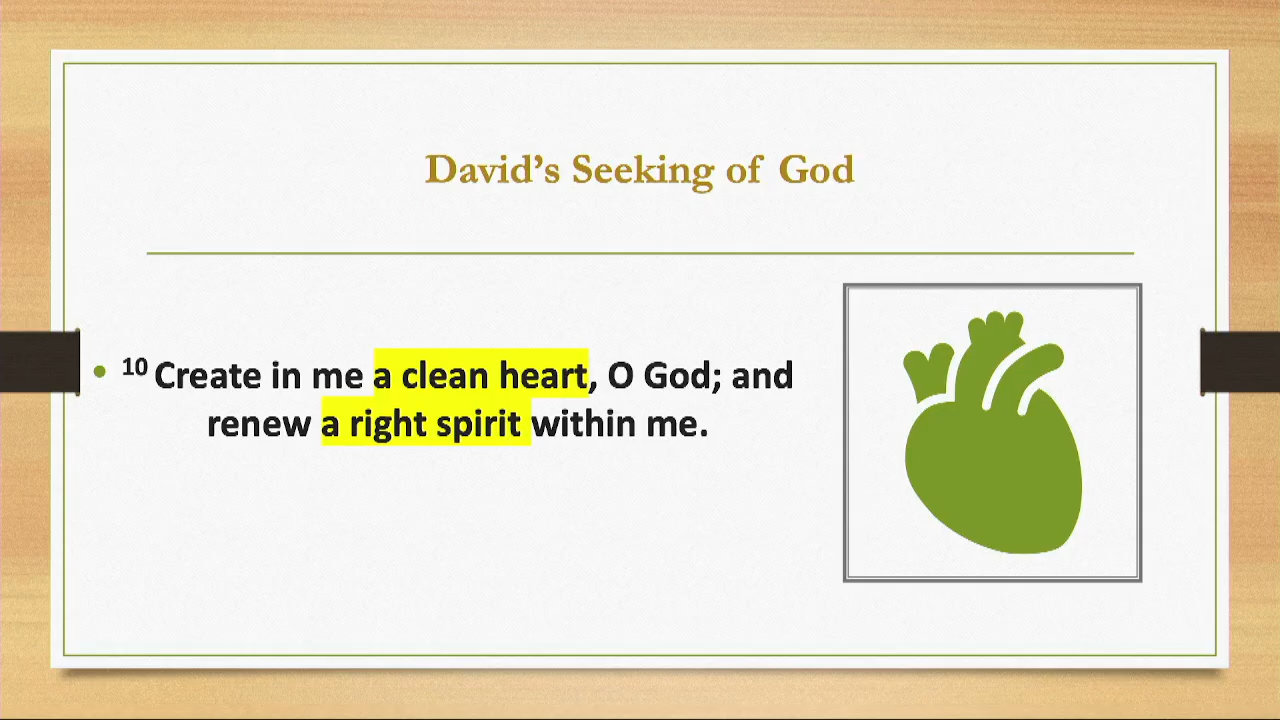 David’s Seeking of God
• 10 Create in me a clean heart, O God; and
renew a right spirit within me.